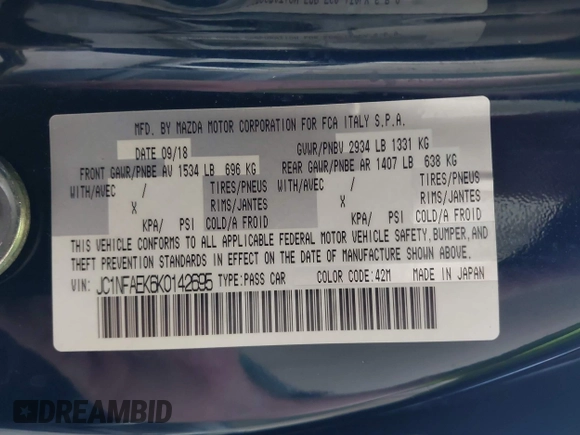 MFD. BY MAZDA MOTOR CORPORATION FOR FCA ITALY S.P.A.
DATE 09/18 GVWR/PNBV 2934 LB 1331 KG
FRONT GAWR/PNBE AV 1534 LB 696 KG REAR GAWR/PNBE AR 1407 LB 638 KG
WITH/AVEC / TIRES/PNEUS WITH/AVEC / TIRES/PNEUS
X RIMS/JANTES X RIMS/JANTES
KPA/ PSI COLD/A FROID KPA/ PSI COLD/A FROID
THIS VEHICLE CONFORMS TO ALL APPLICABLE FEDERAL MOTOR VEHICLE SAFETY, BUMPER, AND
THEFT PREVENTION STANDARDS IN EFFECT ON THE DATE OF MANUFACTURE SHOWN ABOVE.
VIN: JC1NFAEK6K0142695 TYPE:PASS CAR COLOR CODE:42M MADE IN JAPAN
DREAMBID